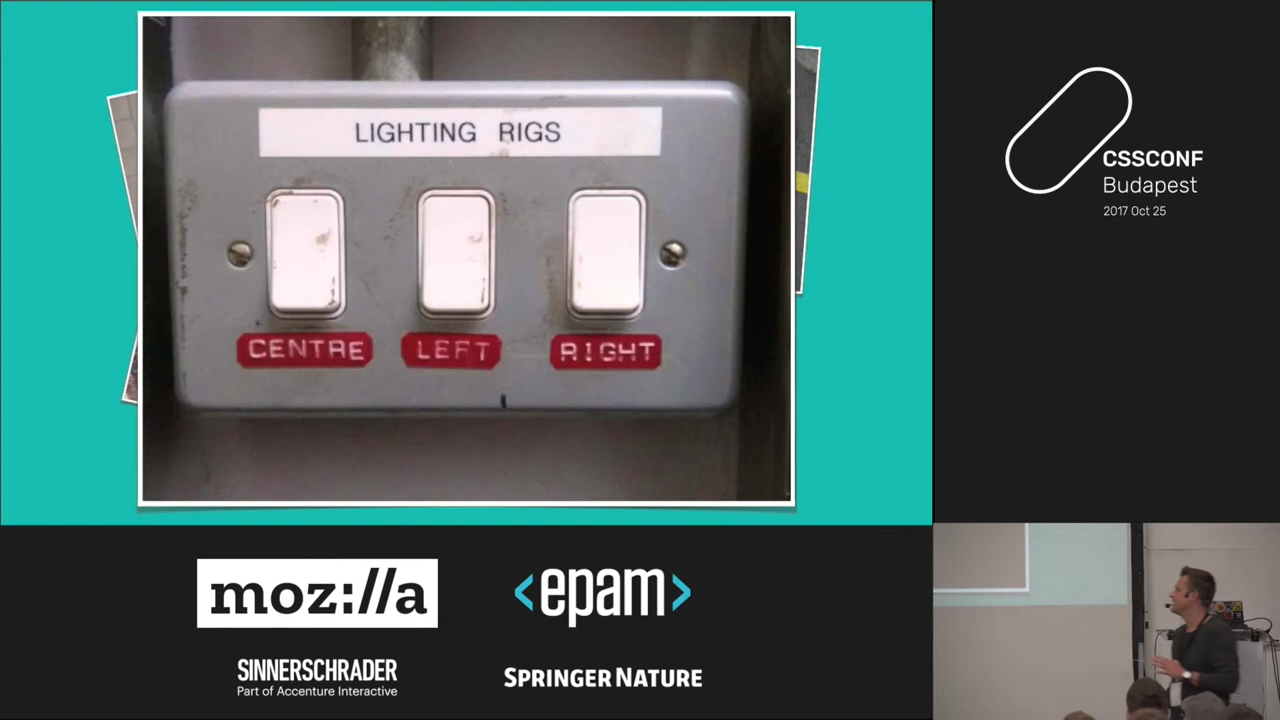 LIGHTING RIGS
CENTRE
LEFT
RIGHT
CSSCONF
Budapest
2017 Oct 25
moz://a
<epam>
SINNERSCHRADER
Part of Accenture Interactive
SPRINGER NATURE